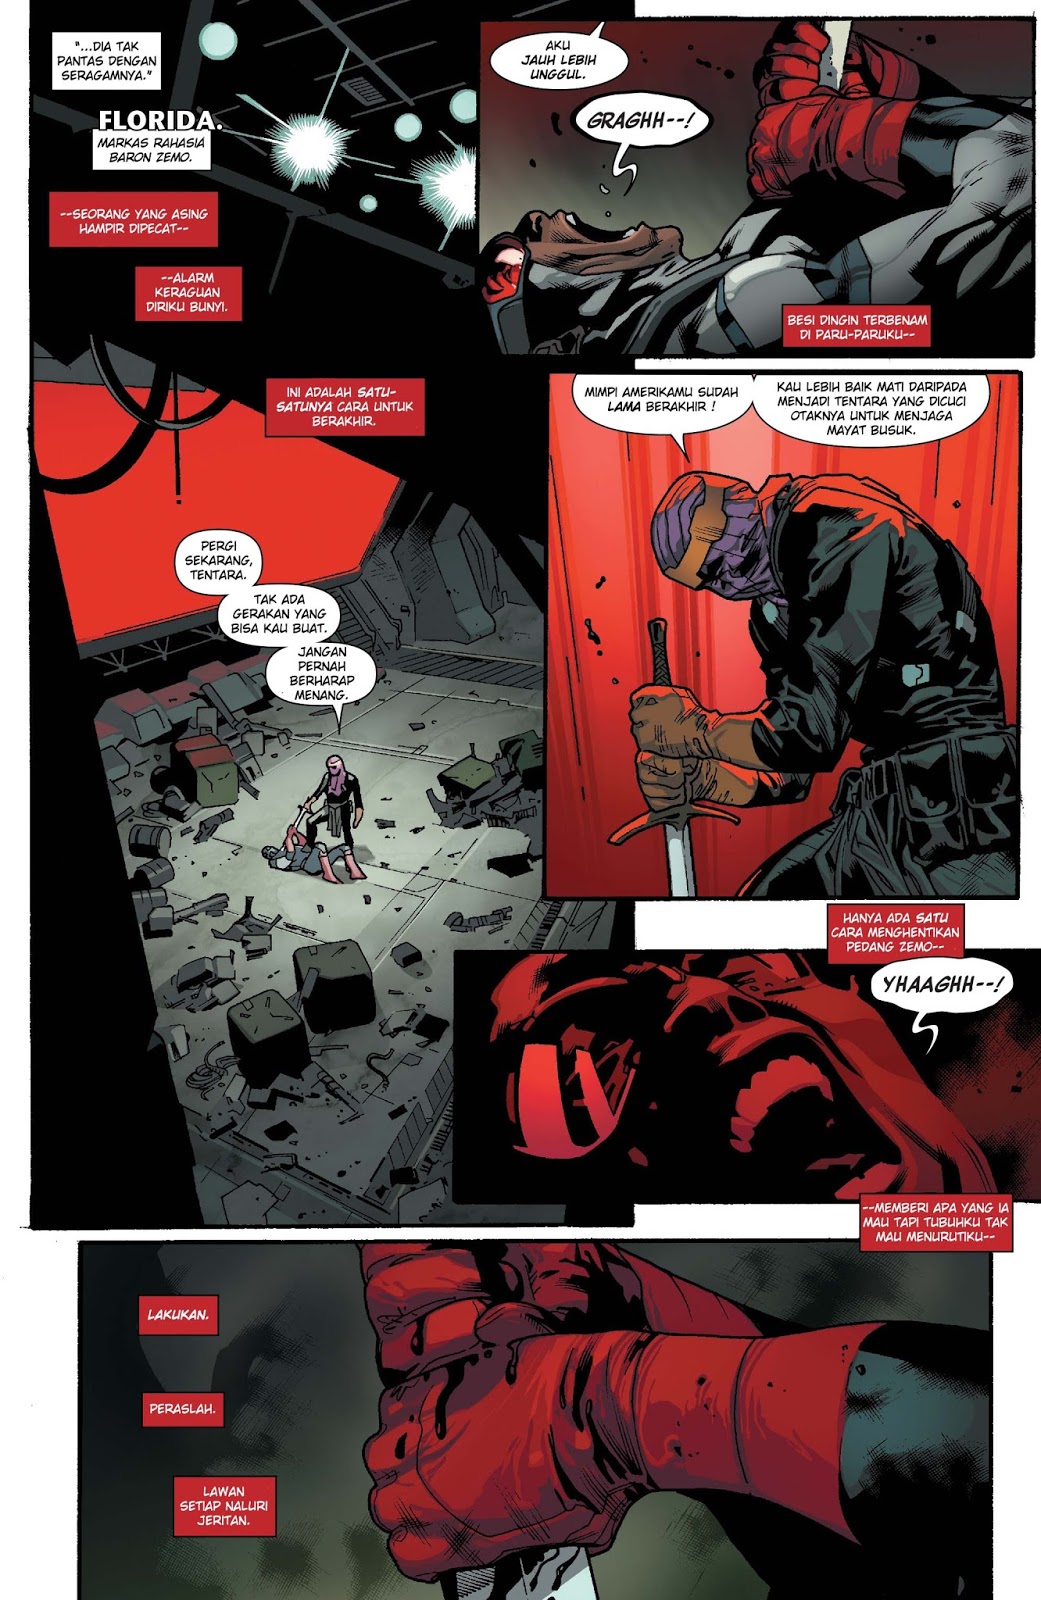 "...DIA TAK
PANTAS DENGAN
SERAGAMNYA."
FLORIDA.
MARKAS RAHASIA
BARON ZEMO.
--SEORANG YANG ASING
HAMPIR DIPECAT--
--ALARM
KERAGUAN
DIRIKU BUNYI.
INI ADALAH SATU-
SATUNYA CARA UNTUK
BERAKHIR.
PERGI
SEKARANG,
TENTARA.
TAK ADA
GERAKAN YANG
BISA KAU BUAT.
JANGAN
PERNAH
BERHARAP
MENANG.
AKU
JAUH LEBIH
UNGGUL.
GRAGHH--!
BESI DINGIN TERBENAM
DI PARU-PARUKU--
MIMPI AMERIKAMU SUDAH
LAMA BERAKHIR !
KAU LEBIH BAIK MATI DARIPADA
MENJADI TENTARA YANG DICUCI
OTAKNYA UNTUK MENJAGA
MAYAT BUSUK.
HANYA ADA SATU
CARA MENGHENTIKAN
PEDANG ZEMO--
YHAAGHH--!
--MEMBERI APA YANG IA
MAU TAPI TUBUHKU TAK
MAU MENURUTIKU--
LAKUKAN.
PERASLAH.
LAWAN
SETIAP NALURI
JERITAN.